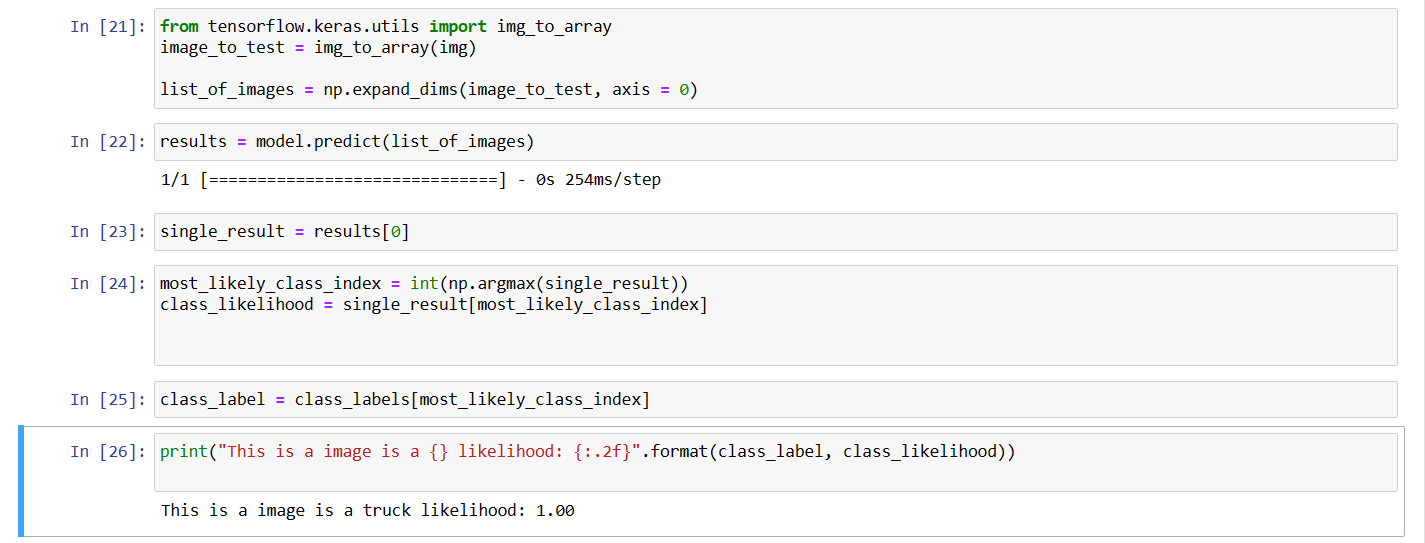 In [21]: from tensorflow.keras.utils import img_to_array
image_to_test = img_to_array(img)
list_of_images = np.expand_dims(image_to_test, axis = 0)
In [22]: results = model.predict(list_of_images)
1/1 [==============================] - 0s 254ms/step
In [23]: single_result = results[0]
In [24]: most_likely_class_index = int(np.argmax(single_result))
class_likelihood = single_result[most_likely_class_index]
In [25]: class_label = class_labels[most_likely_class_index]
In [26]: print("This is a image is a {} likelihood: {:.2f}".format(class_label, class_likelihood))
This is a image is a truck likelihood: 1.00